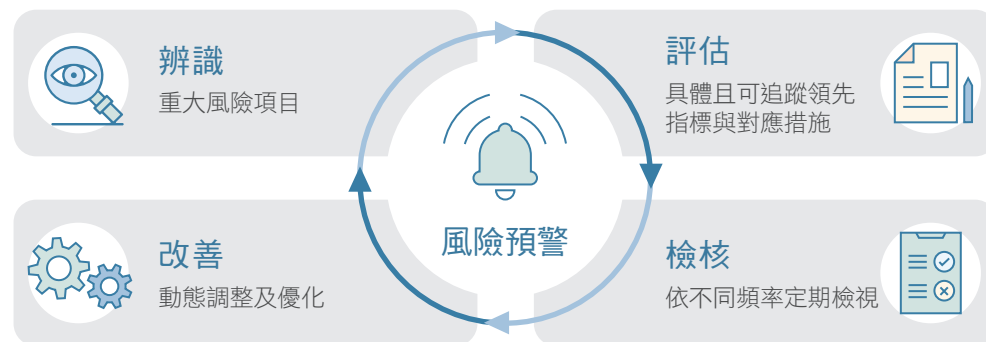 辨識
重大風險項目
評估
具體且可追蹤領先
指標與對應措施
風險預警
改善
動態調整及優化
檢核
依不同頻率定期檢視